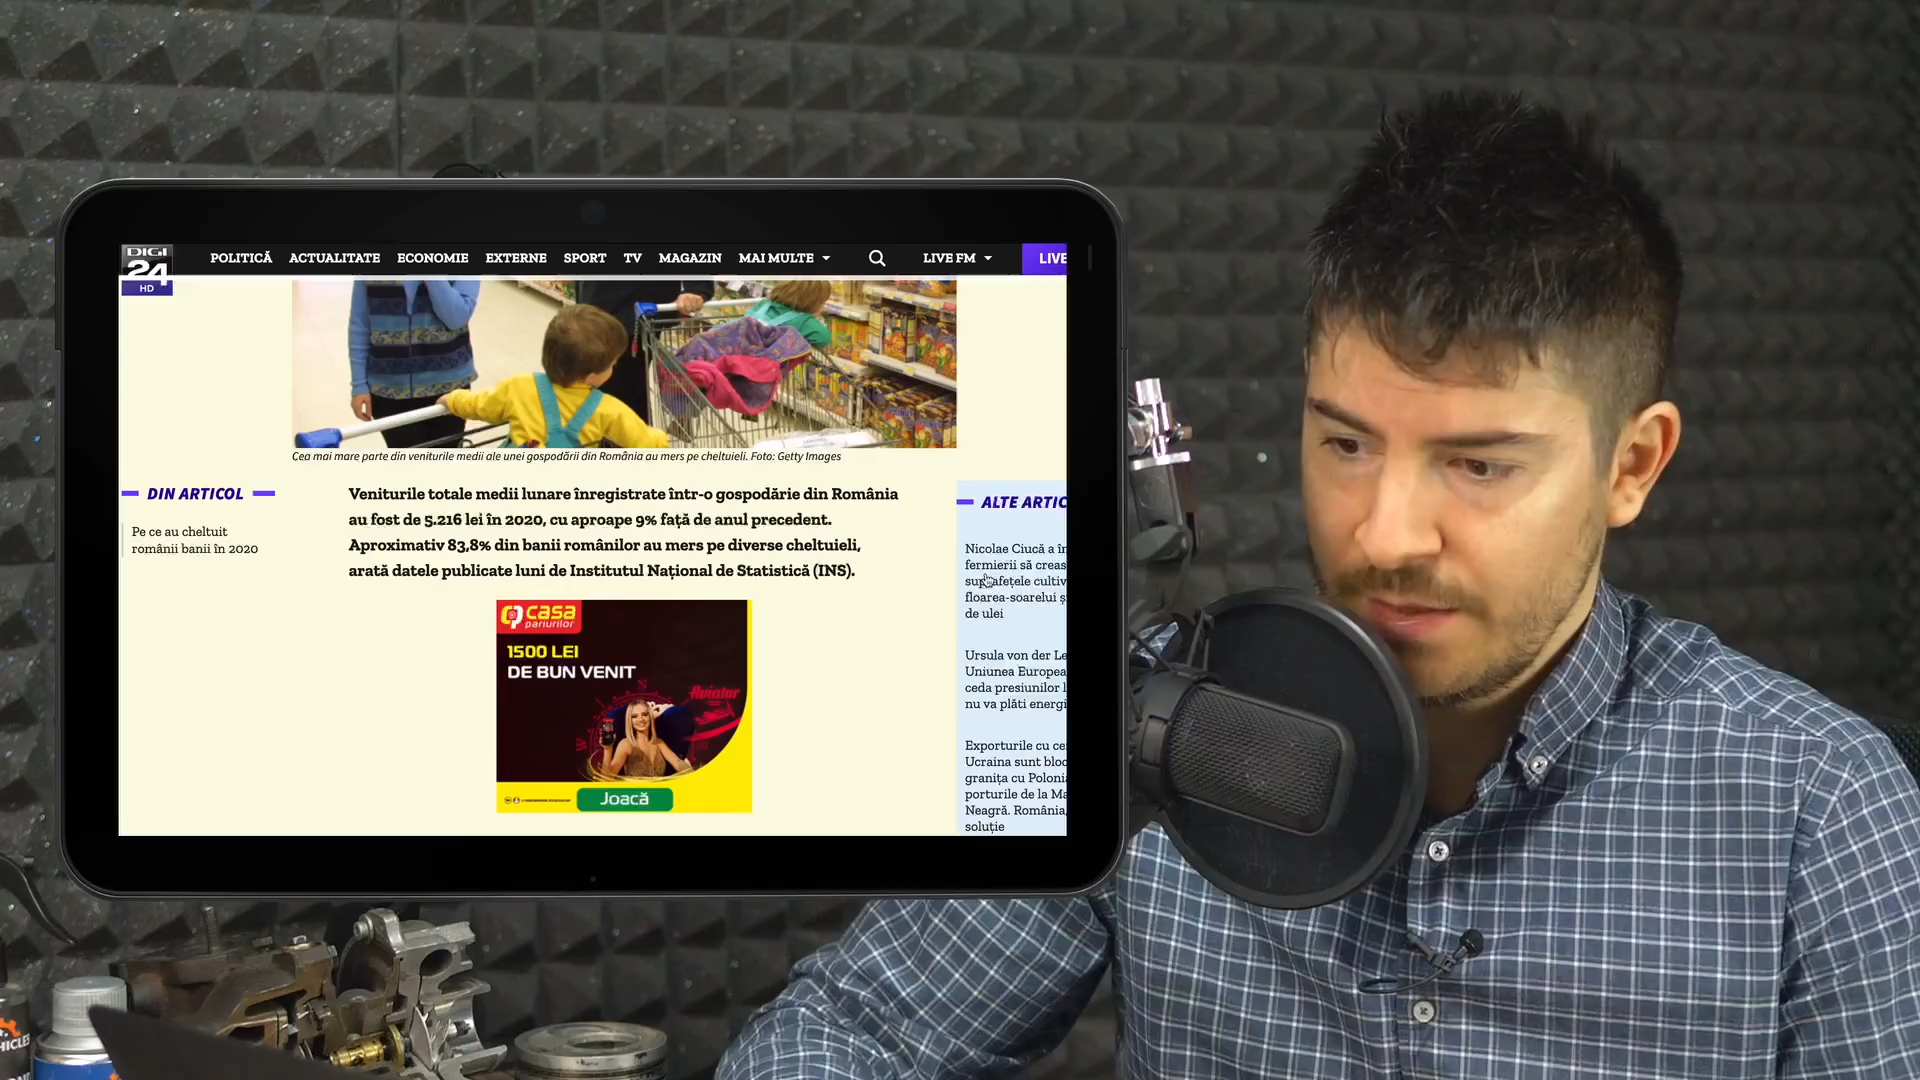 DIGI
24
HD
POLITICĂ ACTUALITATE ECONOMIE EXTERNE SPORT TV MAGAZIN MAI MULTE LIVE FM LIVE
Cea mai mare parte din veniturile medii ale unei gospodării din România au mers pe cheltuieli. Foto: Getty Images
DIN ARTICOL
Pe ce au cheltuit
românii banii în 2020
Veniturile totale medii lunare înregistrate într-o gospodărie din România
au fost de 5.216 lei în 2020, cu aproape 9% față de anul precedent.
Aproximativ 83,8% din banii românilor au mers pe diverse cheltuieli,
arată datele publicate luni de Institutul Național de Statistică (INS).
casa
pariurilor
1500 LEI
DE BUN VENIT
Aviator
Joacă
ALTE ARTIC
Nicolae Ciucă a în
fermierii să creas
suprafețele cultiv
floarea-soarelui și
de ulei
Ursula von der Le
Uniunea Europea
ceda presiunilor
nu va plăti energi
Exporturile cu ce
Ucraina sunt bloc
granița cu Polonia
porturile de la Ma
Neagră. România,
soluție